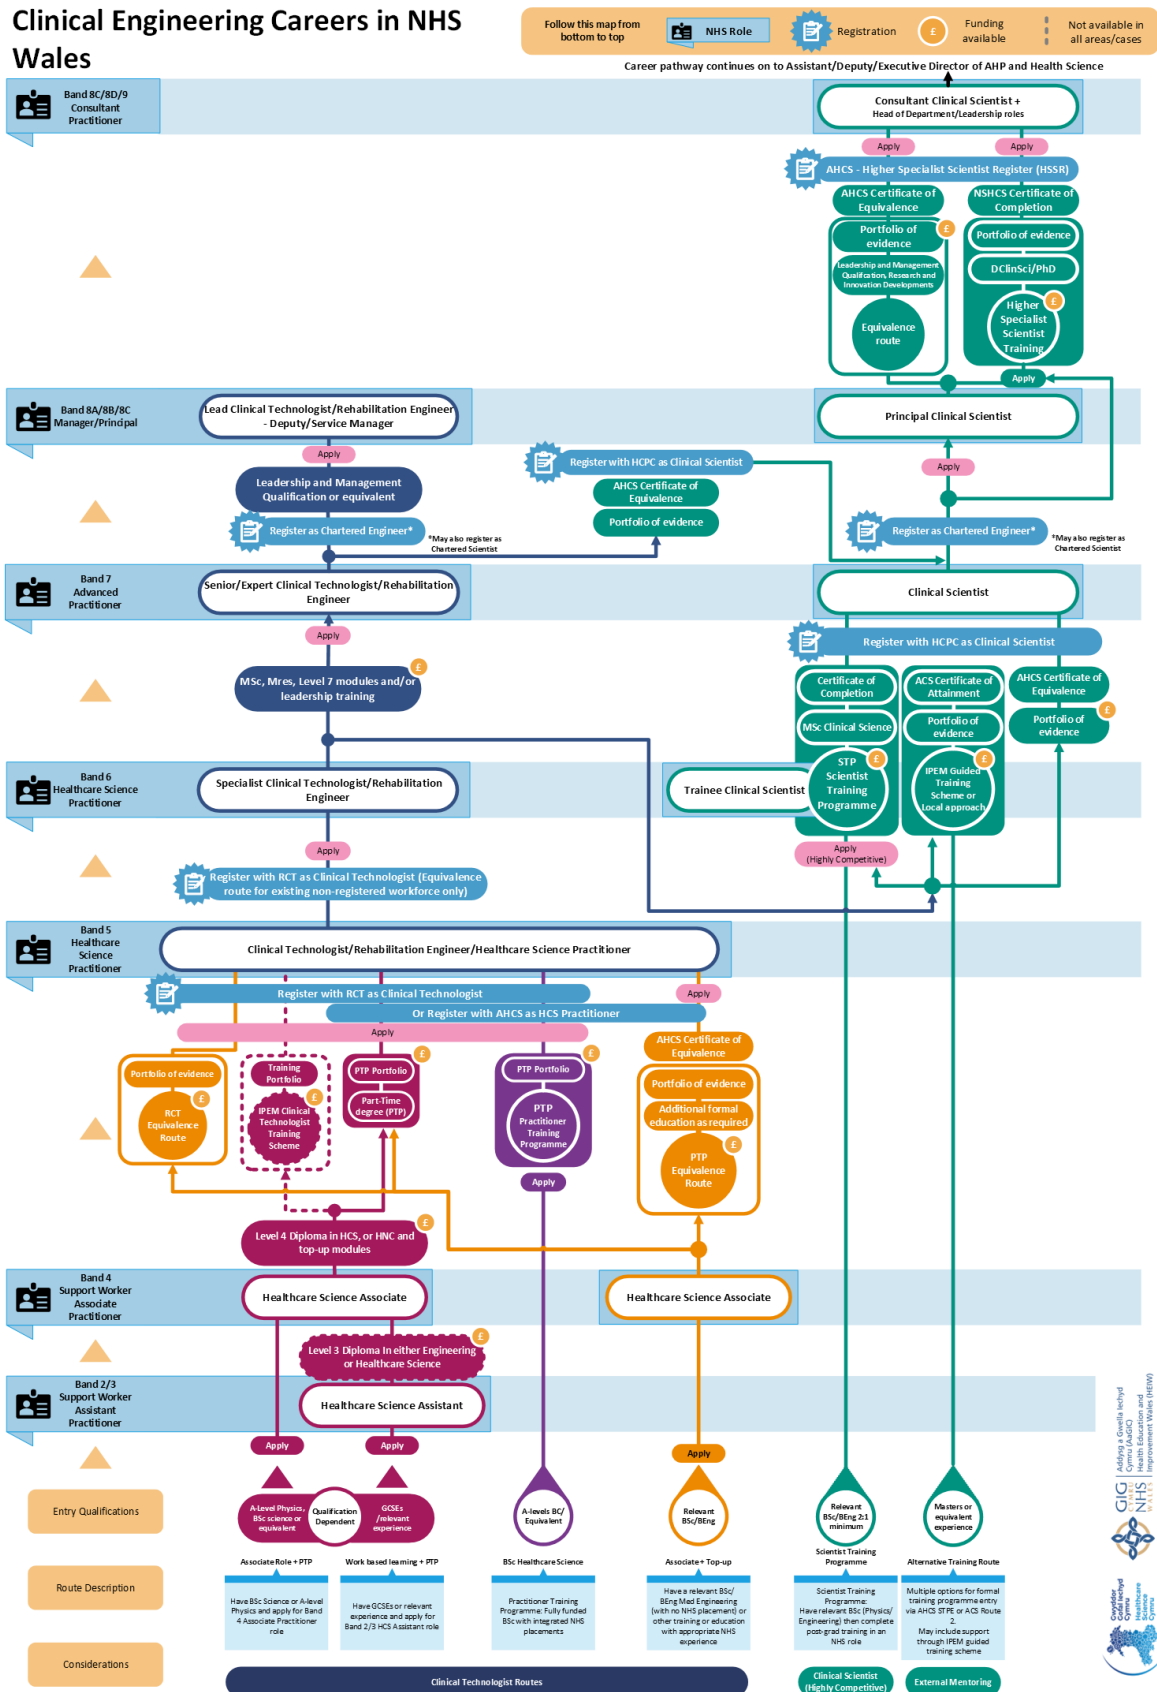 Clinical Engineering Careers in NHS
Wales
Follow this map from
bottom to top
NHS Role
Registration
£
Funding
available
Not available in
all areas/cases
Career pathway continues on to Assistant/Deputy/Executive Director of AHP and Health Science
Band 8C/8D/9
Consultant
Practitioner
Consultant Clinical Scientist +
Head of Department/Leadership roles
Apply
Apply
AHCS - Higher Specialist Scientist Register (HSSR)
AHCS Certificate of
Equivalence
NSHCS Certificate of
Completion
Portfolio of
evidence
£
Portfolio of evidence
Leadership and Management
Qualifcation, Research and
Innovation Developments
DClinSci/PhD
Equivalence
route
Higher
Specialist
Scientist
Training
£
Apply
Band 8A/8B/8C
Manager/Principal
Lead Clinical Technologist/Rehabilitation Engineer
- Deputy/Service Manager
Principal Clinical Scientist
Apply
Leadership and Management
Qualification or equivalent
Register as Chartered Engineer*
*May also register as
Chartered Scientist
Register with HCPC as Clinical Scientist
AHCS Certificate of
Equivalence
Portfolio of evidence
Apply
Register as Chartered Engineer*
*May also register as
Chartered Scientist
Band 7
Advanced
Practitioner
Senior/Expert Clinical Technologist/Rehabilitation
Engineer
Clinical Scientist
Apply
MSc, Mres, Level 7 modules and/or
leadership training
£
Register with HCPC as Clinical Scientist
Certificate of
Completion
ACS Certificate of
Attainment
AHCS Certificate of
Equivalence
MSc Clinical Science
Portfolio of
evidence
Portfolio of
evidence
£
Band 6
Healthcare Science
Practitioner
Specialist Clinical Technologist/Rehabilitation
Engineer
Trainee Clinical Scientist
STP
Scientist
Training
Programme
£
IPEM Guided
Training
Scheme or
Local approach
£
Apply
Apply
(Highly Competitive)
Register with RCT as Clinical Technologist (Equivalence
route for existing non-registered workforce only)
Band 5
Healthcare
Science
Practitioner
Clinical Technologist/Rehabilitation Engineer/Healthcare Science Practitioner
Register with RCT as Clinical Technologist
Apply
Or Register with AHCS as HCS Practitioner
Apply
Portfolio of evidence
RCT
Equivalence
Route
£
Training
Portfolio
IPEM Clinical
Technologist
Training
Scheme
£
PTP Portfolio
£
Part-Time
degree (PTP)
PTP Portfolio
£
PTP
Practitioner
Training
Programme
Apply
AHCS Certificate of
Equivalence
Portfolio of evidence
Additional formal
education as required
PTP
Equivalence
Route
£
Level 4 Diploma in HCS, or HNC and
top-up modules
£
Band 4
Support Worker
Associate
Practitioner
Healthcare Science Associate
Healthcare Science Associate
Level 3 Diploma In either Engineering
or Healthcare Science
£
Band 2/3
Support Worker
Assistant
Practitioner
Healthcare Science Assistant
Apply
Apply
Apply
Entry Qualifications
A-Level Physics,
BSc science or
equivalent
Qualification
Dependent
GCSEs
/relevant
experience
A-levels BC/
Equivalent
Relevant
BSc/BEng
Relevant
BSc/BEng 2:1
minimum
Masters or
equivalent
experience
Route Description
Associate Role + PTP
Work based learning + PTP
BSc Healthcare Science
Associate + Top-up
Scientist Training
Programme
Alternative Training Route
Considerations
Have BSc Science or A-level
Physics and apply for Band
4 Associate Practitioner
role
Have GCSEs or relevant
experience and apply for
Band 2/3 HCS Assistant role
Practitioner Training
Programme: Fully funded
BSc with integrated NHS
placements
Have a relevant BSc/
BEng Med Engineering
(with no NHS placement) or
other training or education
with appropriate NHS
experience
Scientist Training
Programme:
Have relevant BSc (Physics/
Engineering) then complete
post-grad training in an
NHS role
Multiple options for formal
training programme entry
via AHCS STPE or ACS Route
2.
May include support
through IPEM guided
training scheme
Clinical Technologist Routes
Clinical Scientist
(Highly Competitive)
External Mentoring
GIG
CYMRU
NHS
WALES
Addysg a Gwella Iechyd
Cymru (AaGIC)
Health Education and
Improvement Wales (HEIW)
Gwyddor
Gofal Iechyd
Cymru
Healthcare
Science
Cymru